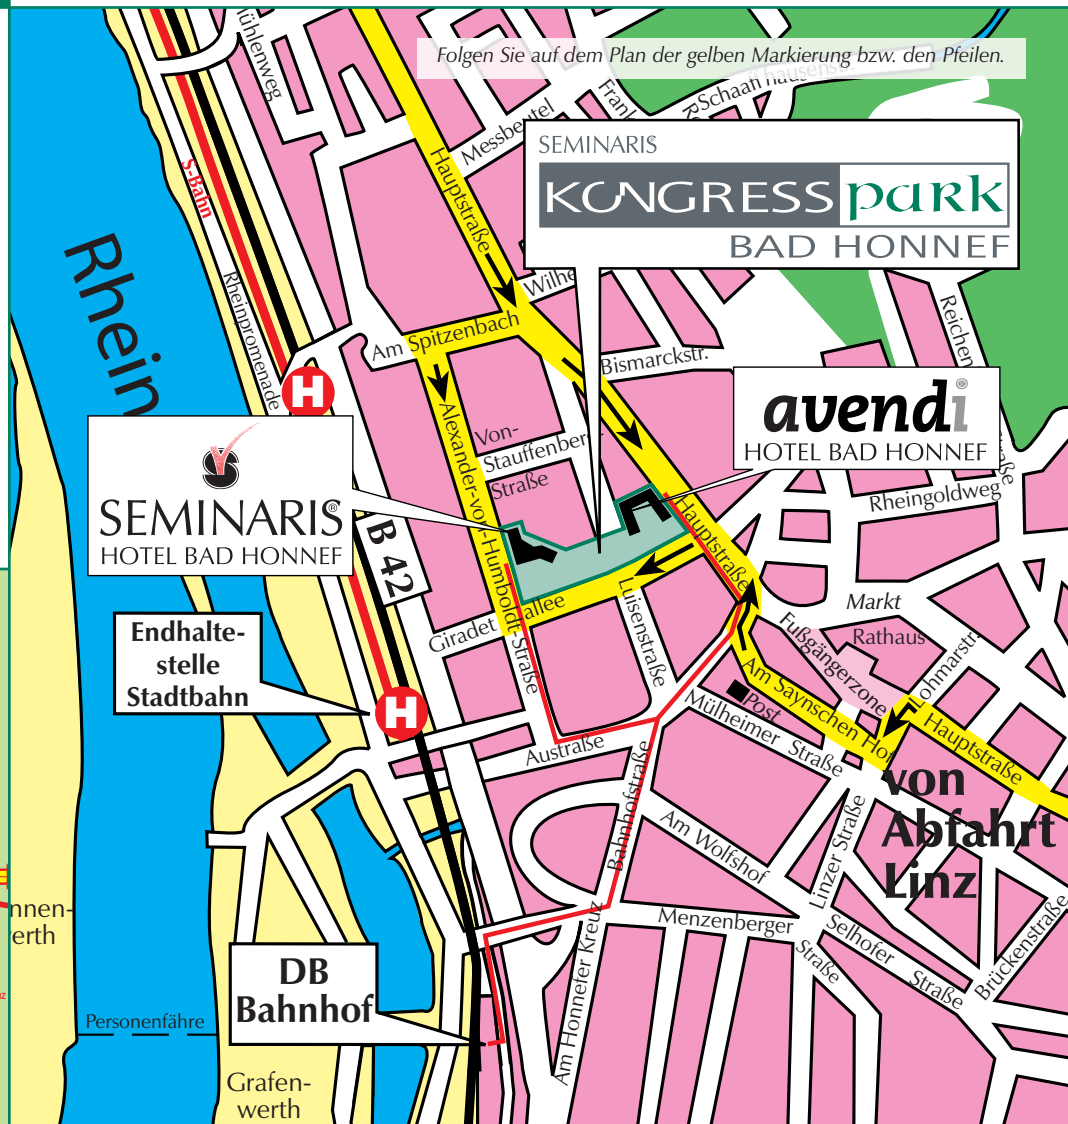 Folgen Sie auf dem Plan der gelben Markierung bzw. den Pfeilen.
Messbeutel
Hauptstraße
S-Bahn
Rhein
Rheinpromenade
SEMINARIS
KONGRESS park
BAD HONNEF
Am Spitzenbach
Bismarckstr.
Alexander-von-Humboldt-Straße
Von-
Stauffenberg
Straße
avendi
HOTEL BAD HONNEF
Rheingoldweg
SEMINARIS®
HOTEL BAD HONNEF
B 42
Hauptstraße
Giradet allee
Luisenstraße
Endhalte-
stelle
Stadtbahn
H
H
Markt
Rathaus
Fußgängerzone
Lohmarstr.
Am Saynschen Hof
Post
Mülheimer Straße
Hauptstraße
von
Abfahrt
Linz
Austraße
Bahnhofstraße
Am Wolfshof
Linzer Straße
Menzenberger
Straße
Selhofer
Straße
Brückenstraße
Am Honnefer Kreuz
DB
Bahnhof
Personenfähre
Grafen-
werth